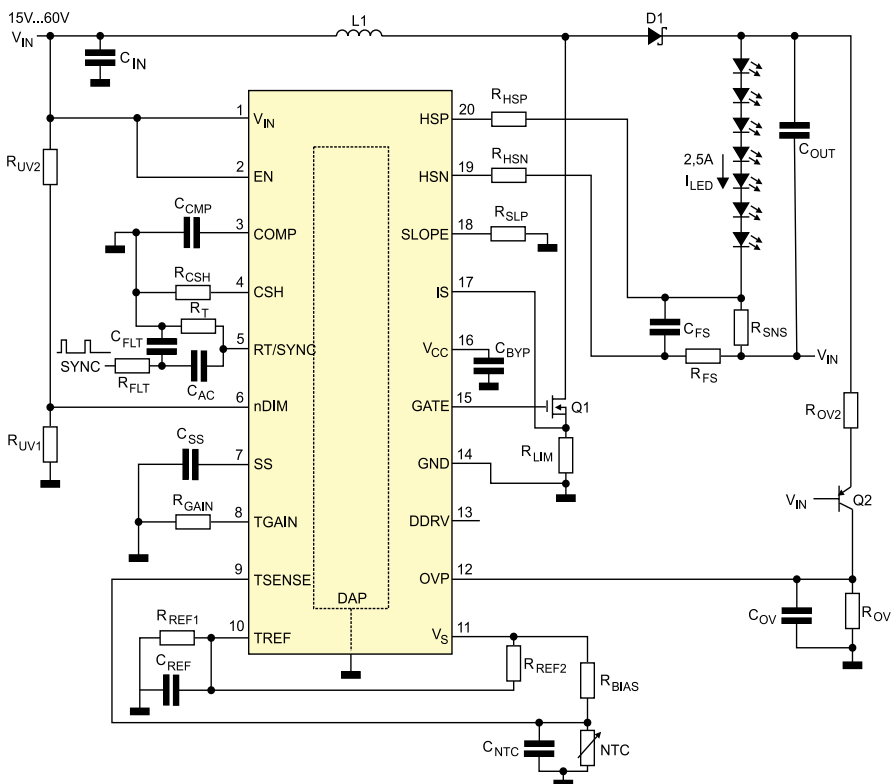 15V...60V
V_IN
C_IN
L1
D1
1
V_IN
R_UV2
2
EN
C_CMP
3
COMP
R_CSH
4
CSH
R_T
C_FLT
5
RT/SYNC
SYNC
R_FLT
C_AC
6
nDIM
R_UV1
C_SS
7
SS
R_GAIN
8
TGAIN
9
TSENSE
R_REF1
10
TREF
C_REF
DAP
HSP
20
R_HSP
HSN
19
R_HSN
SLOPE
18
R_SLP
IS
17
V_CC
16
C_BYP
GATE
15
Q1
R_LIM
GND
14
DDRV
13
OVP
12
V_S
11
R_REF2
R_BIAS
C_NTC
NTC
2,5A
I_LED
C_OUT
C_FS
R_SNS
R_FS
V_IN
R_OV2
V_IN
Q2
C_OV
R_OV